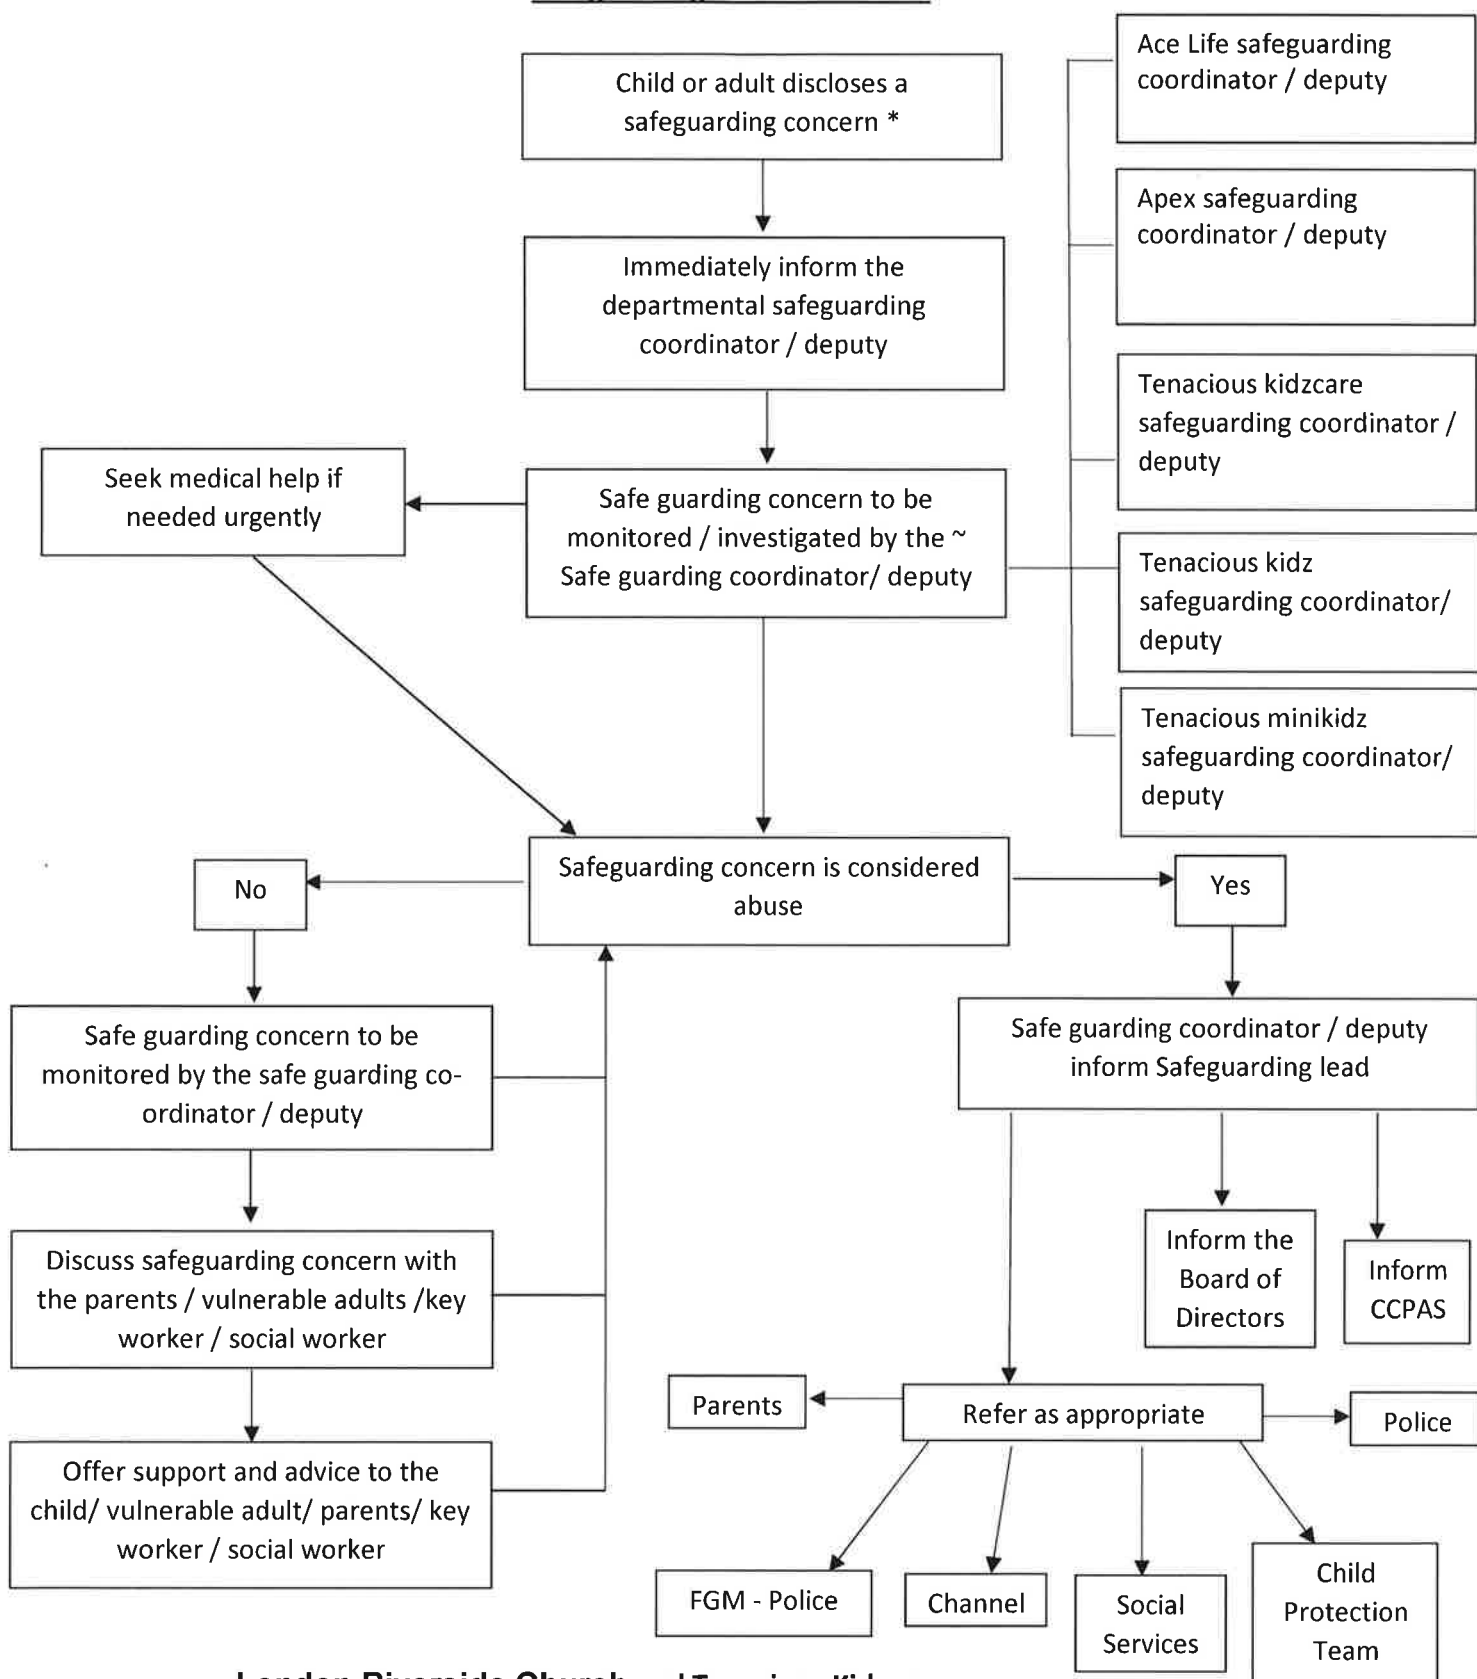 Child or adult discloses a
safeguarding concern *
Ace Life safeguarding
coordinator / deputy
Apex safeguarding
coordinator / deputy
Immediately inform the
departmental safeguarding
coordinator / deputy
Tenacious kidzcare
safeguarding coordinator /
deputy
Seek medical help if
needed urgently
Safe guarding concern to be
monitored / investigated by the ~
Safe guarding coordinator/ deputy
Tenacious kidz
safeguarding coordinator/
deputy
Tenacious minikidz
safeguarding coordinator/
deputy
No
Safeguarding concern is considered
abuse
Yes
Safe guarding concern to be
monitored by the safe guarding co-
ordinator / deputy
Safe guarding coordinator / deputy
inform Safeguarding lead
Discuss safeguarding concern with
the parents / vulnerable adults /key
worker / social worker
Inform the
Board of
Directors
Inform
CCPAS
Parents
Refer as appropriate
Police
Offer support and advice to the
child/ vulnerable adult/ parents/ key
worker / social worker
FGM - Police
Channel
Social
Services
Child
Protection
Team
London Riverside Church